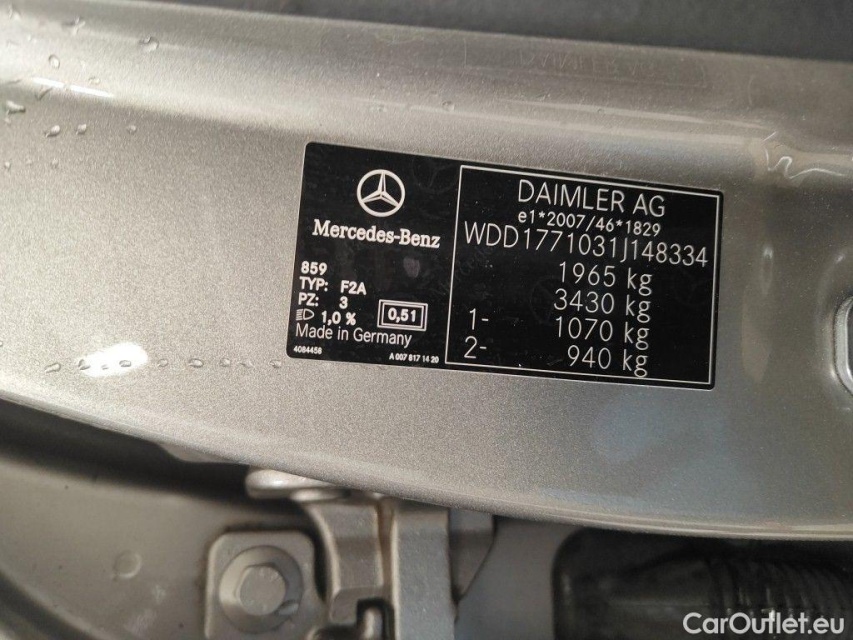 Mercedes-Benz
859
TYP: F2A
PZ: 3
1,0 %
0,51
Made in Germany
4084458
A 007 817 14 20
DAIMLER AG
e1*2007/46*1829
WDD1771031J148334
1965 kg
3430 kg
1- 1070 kg
2- 940 kg
CarOutlet.eu